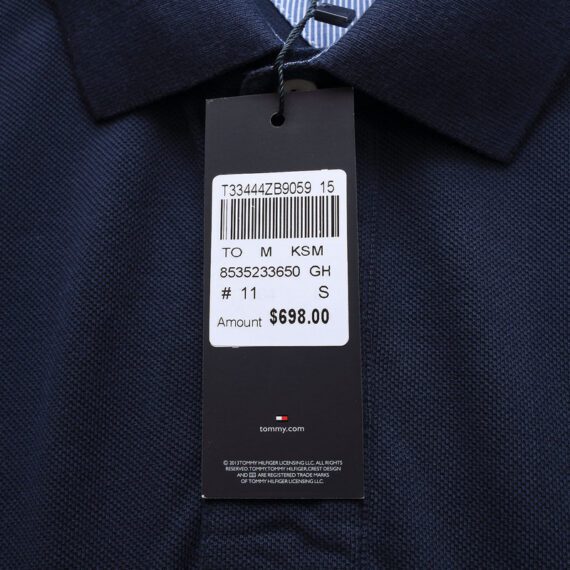 T33444ZB9059 15
TO M KSM
8535233650 GH
# 11 S
Amount $698.00
tommy.com
© 2013 TOMMY HILFIGER LICENSING LLC. ALL RIGHTS
RESERVED. TOMMY, TOMMY HILFIGER, CREST DESIGN
AND ARE REGISTERED TRADE MARKS
OF TOMMY HILFIGER LICENSING LLC.